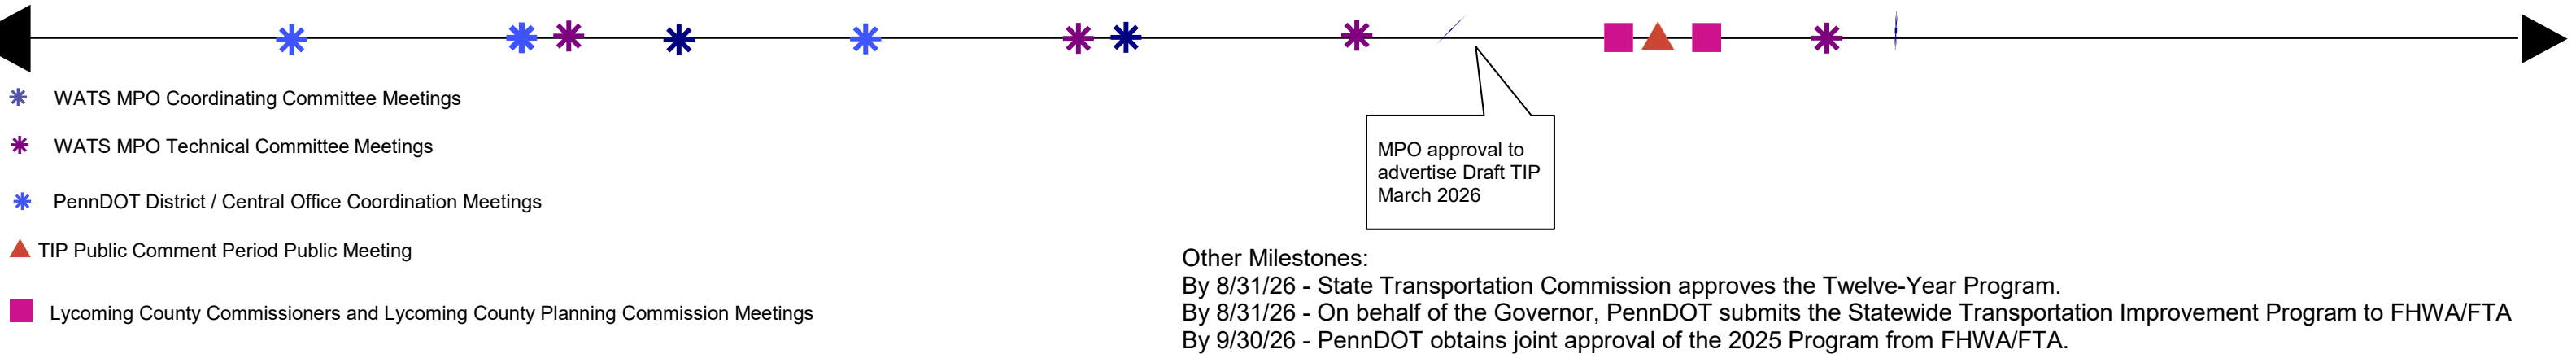 WATS MPO Coordinating Committee Meetings
WATS MPO Technical Committee Meetings
PennDOT District / Central Office Coordination Meetings
TIP Public Comment Period Public Meeting
Lycoming County Commissioners and Lycoming County Planning Commission Meetings
MPO approval to
advertise Draft TIP
March 2026
Other Milestones:
By 8/31/26 - State Transportation Commission approves the Twelve-Year Program.
By 8/31/26 - On behalf of the Governor, PennDOT submits the Statewide Transportation Improvement Program to FHWA/FTA
By 9/30/26 - PennDOT obtains joint approval of the 2025 Program from FHWA/FTA.